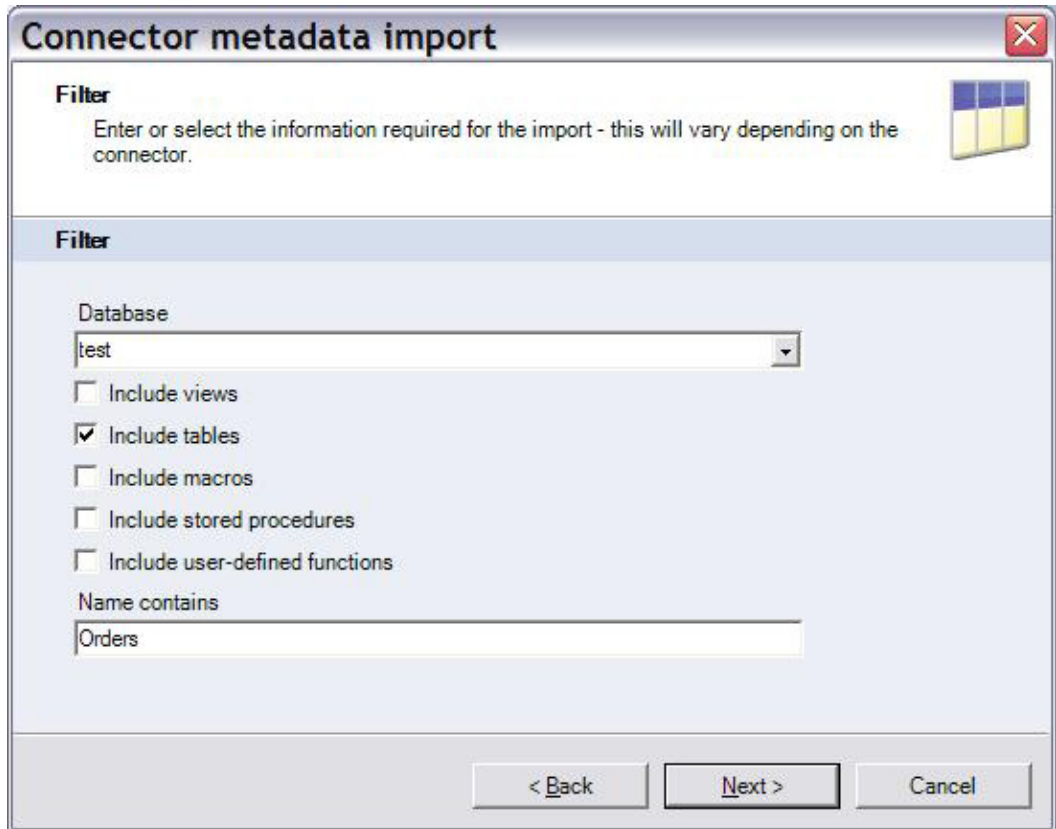 Connector metadata import
Filter
Enter or select the information required for the import - this will vary depending on the
connector.
Filter
Database
test
Include views
Include tables
Include macros
Include stored procedures
Include user-defined functions
Name contains
Orders
< Back
Next >
Cancel